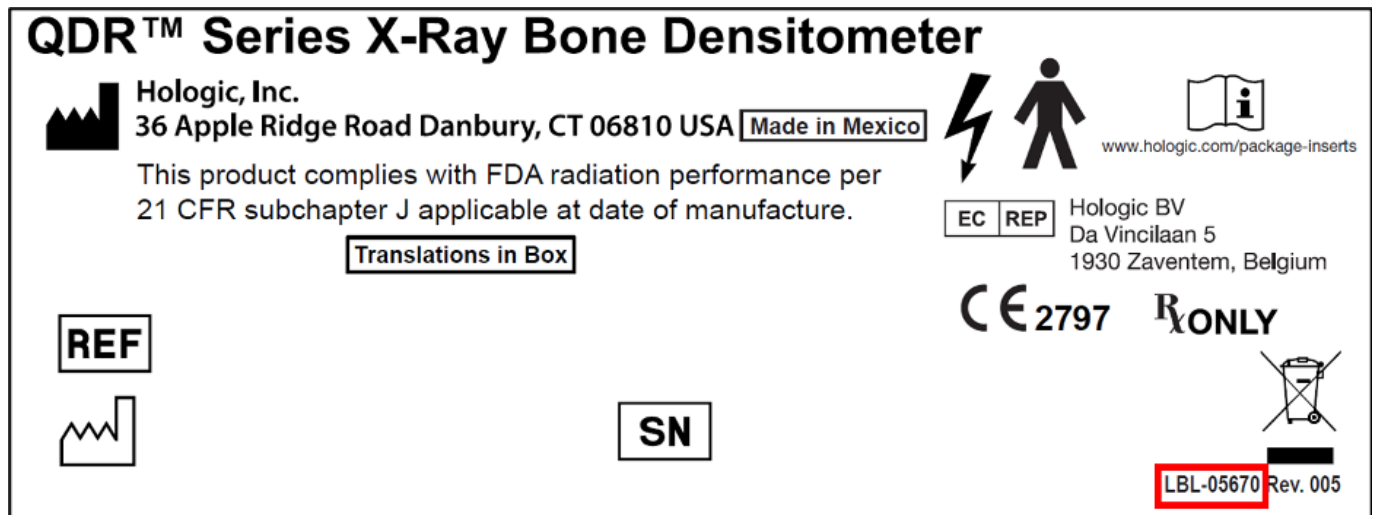 QDR™ Series X-Ray Bone Densitometer
Hologic, Inc.
36 Apple Ridge Road Danbury, CT 06810 USA Made in Mexico
This product complies with FDA radiation performance per
21 CFR subchapter J applicable at date of manufacture.
Translations in Box
i
www.hologic.com/package-inserts
EC REP
Hologic BV
Da Vincilaan 5
1930 Zaventem, Belgium
CE 2797
Rx ONLY
REF
SN
LBL-05670 Rev. 005